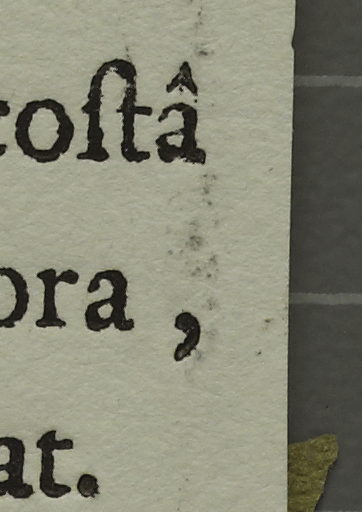 coſtâ
ora ,
at.